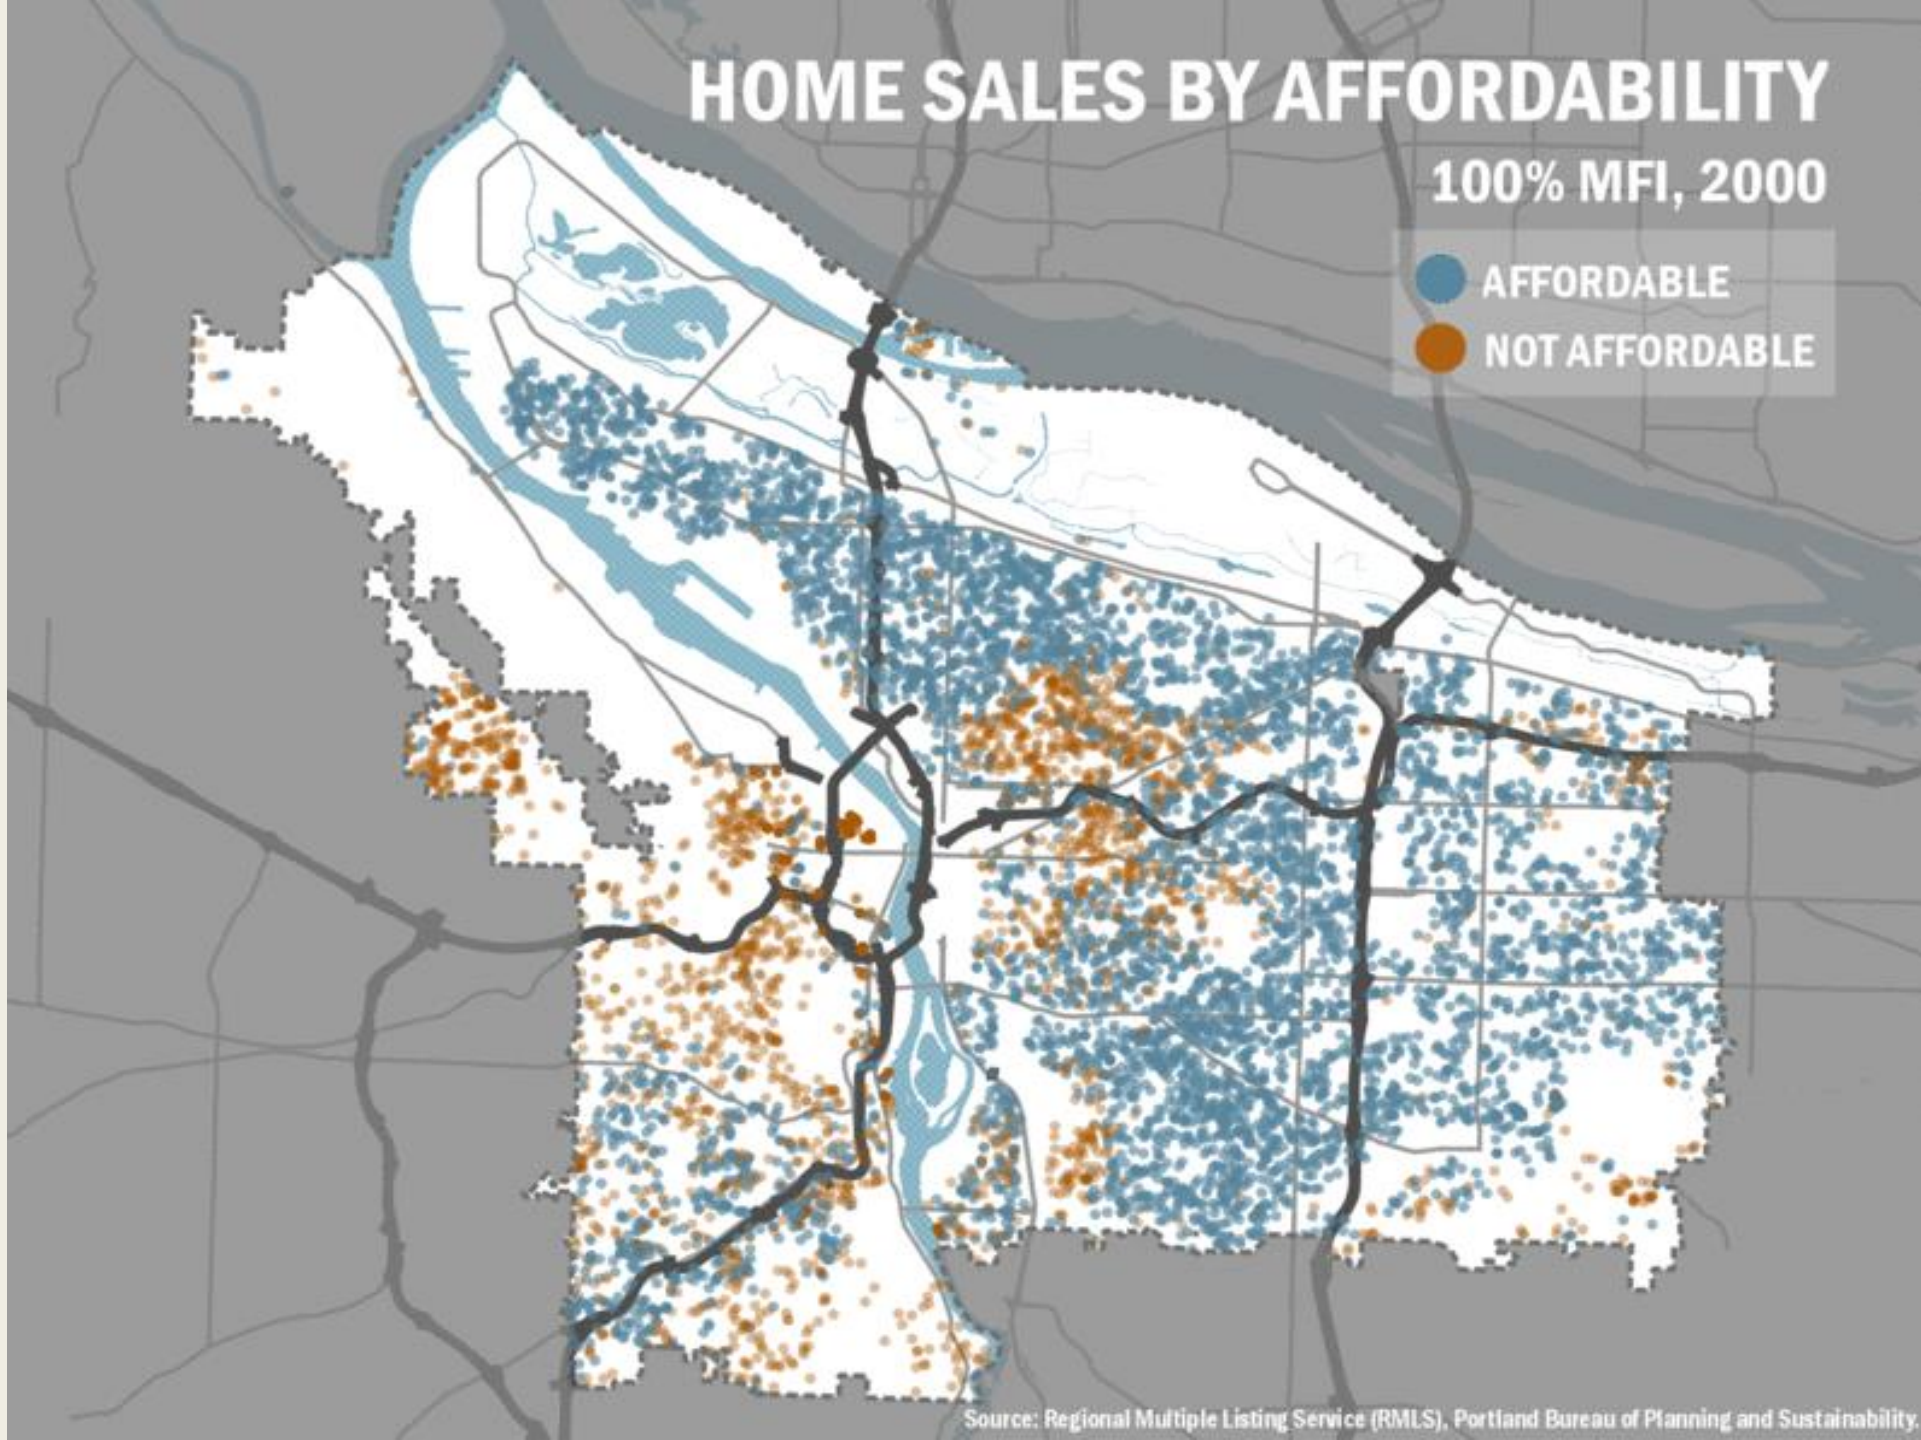 HOME SALES BY AFFORDABILITY
100% MFI, 2000
AFFORDABLE
NOT AFFORDABLE
Source: Regional Multiple Listing Service (RMLS), Portland Bureau of Planning and Sustainability.